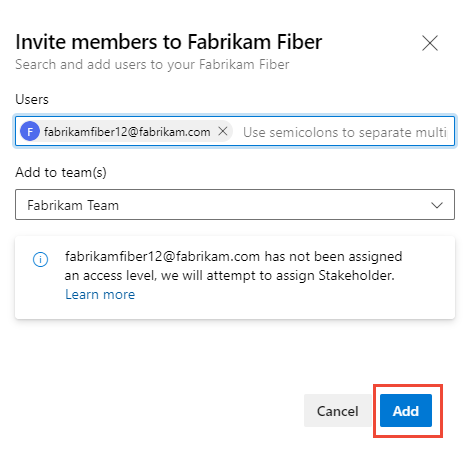 Invite members to Fabrikam Fiber
Search and add users to your Fabrikam Fiber
Users
F fabrikamfiber12@fabrikam.com Use semicolons to separate multi
Add to team(s)
Fabrikam Team
fabrikamfiber12@fabrikam.com has not been assigned
an access level, we will attempt to assign Stakeholder.
Learn more
Cancel Add